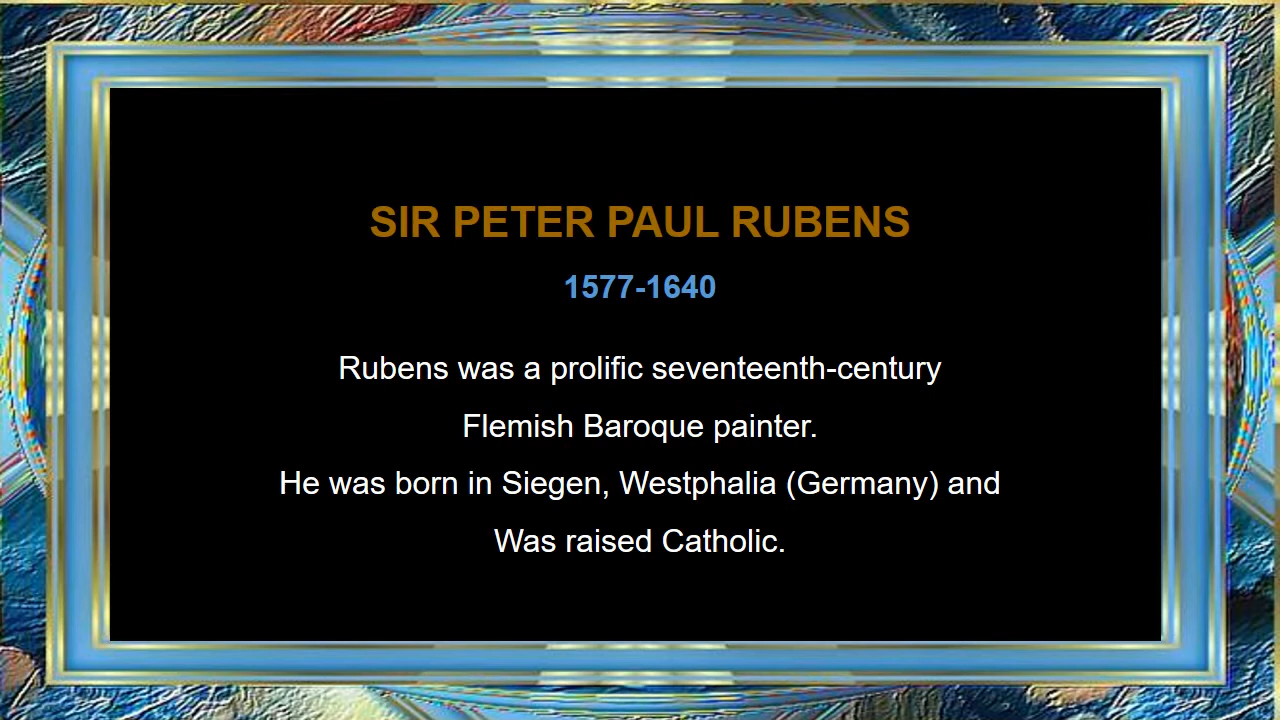 SIR PETER PAUL RUBENS
1577-1640
Rubens was a prolific seventeenth-century
Flemish Baroque painter.
He was born in Siegen, Westphalia (Germany) and
Was raised Catholic.